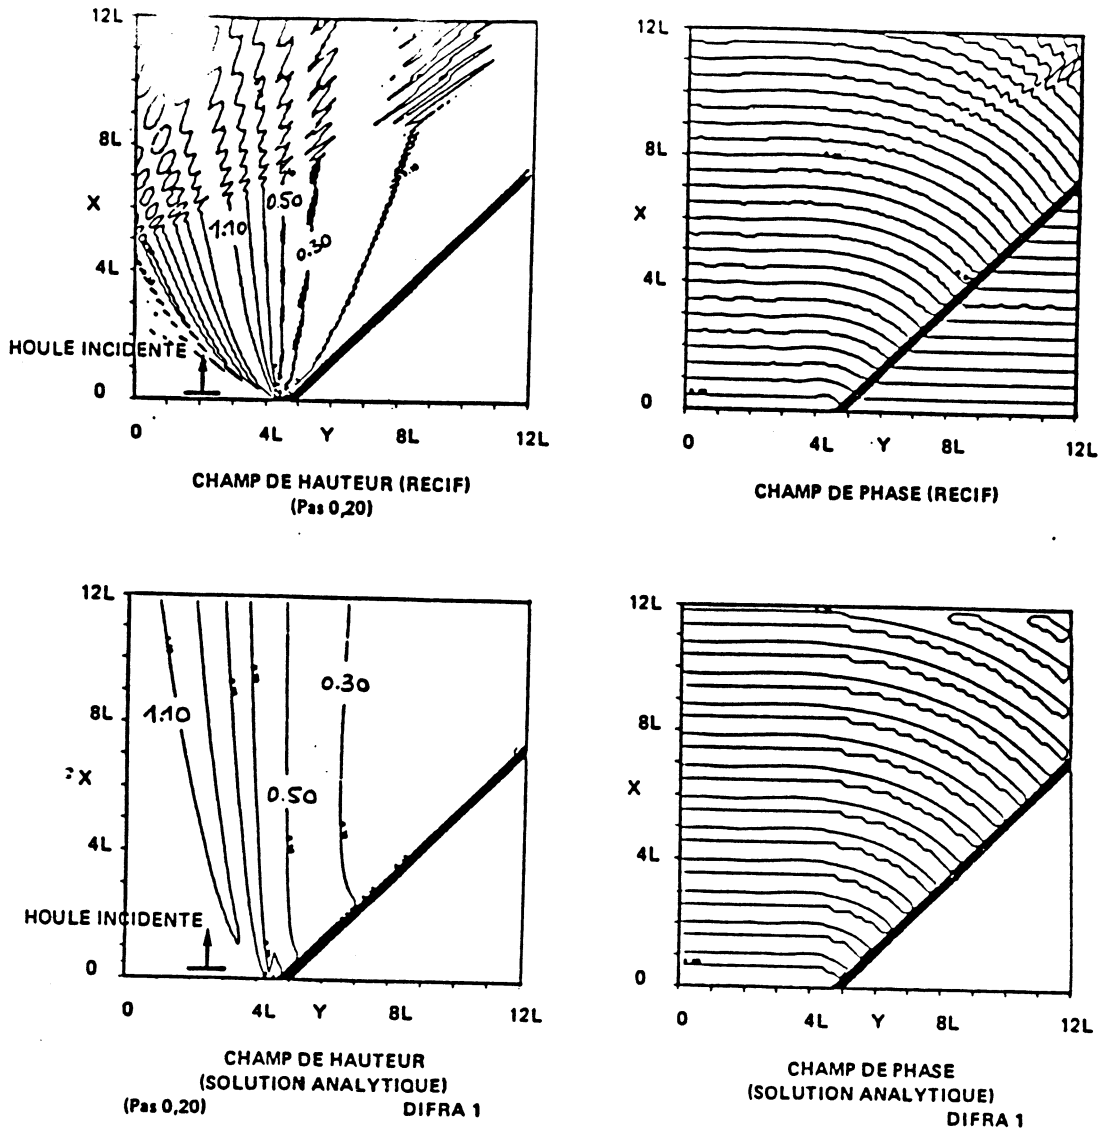 12L
8L
X
4L
0
HOULE INCIDENTE
1.10
0.50
0.30
0 4L Y 8L 12L
CHAMP DE HAUTEUR (RECIF)
(Pas 0,20)
12L
8L
X
4L
0
0 4L Y 8L 12L
CHAMP DE PHASE (RECIF)
12L
8L
X
4L
0
HOULE INCIDENTE
1.10
0.50
0.30
0 4L Y 8L 12L
CHAMP DE HAUTEUR
(SOLUTION ANALYTIQUE)
(Pas 0,20) DIFRA 1
12L
8L
X
4L
0
0 4L Y 8L 12L
CHAMP DE PHASE
(SOLUTION ANALYTIQUE)
DIFRA 1